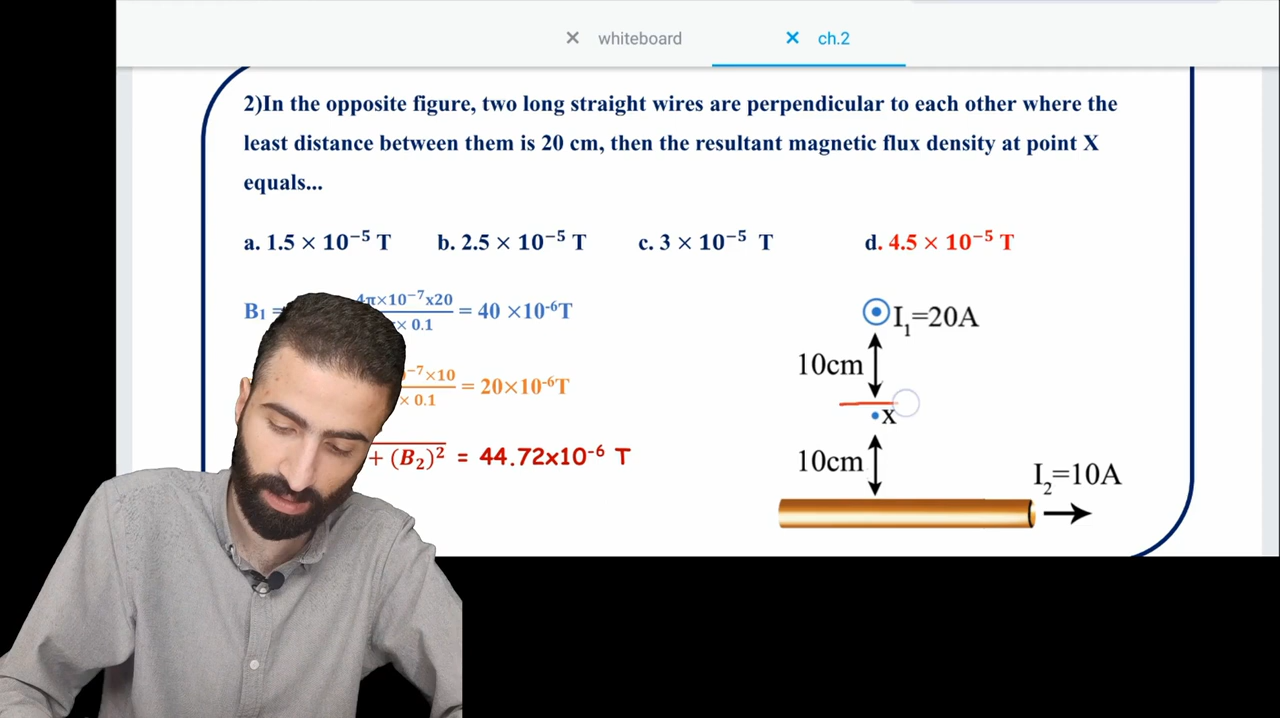 whiteboard
ch.2
2)In the opposite figure, two long straight wires are perpendicular to each other where the
least distance between them is 20 cm, then the resultant magnetic flux density at point X
equals...
a. 1.5 × 10⁻⁵ T b. 2.5 × 10⁻⁵ T c. 3 × 10⁻⁵ T d. 4.5 × 10⁻⁵ T
B₁ = 4π×10⁻⁷x20 / × 0.1 = 40 ×10⁻⁶T
⁻⁷×10 / × 0.1 = 20×10⁻⁶T
+ (B₂)² = 44.72x10⁻⁶ T
I₁=20A
10cm
x
10cm
I₂=10A